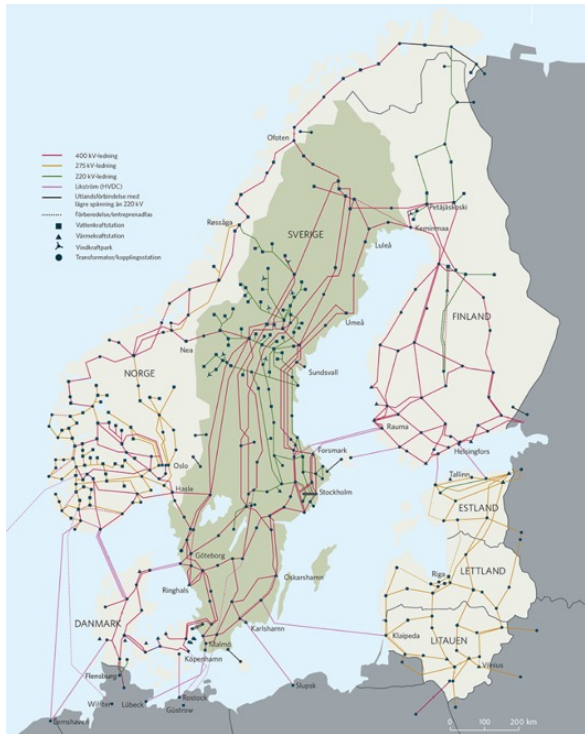 400 kV-ledning
275 kV-ledning
220 kV-ledning
Likström (HVDC)
Utlandsförbindelse med
lägre spänning än 220 kV
Förberedelse/entreprenadfas
Vattenkraftstation
Värmekraftstation
Vindkraftpark
Transformator/kopplingsstation
Ofoten
Røssåga
SVERIGE
Petäjäskoski
Keminmaa
Luleå
Umeå
FINLAND
Nea
NORGE
Sundsvall
Rauma
Forsmark
Helsingfors
Oslo
Hasle
Stockholm
Tallinn
ESTLAND
Göteborg
Ringhals
Oskarshamn
Riga
LETTLAND
DANMARK
Karlshamn
Klaipeda
LITAUEN
Malmö
Köpenhamn
Vilnius
Flensburg
Slupsk
Lübeck
Rostock
Güstrow
Eemshaven
0 100 200 km